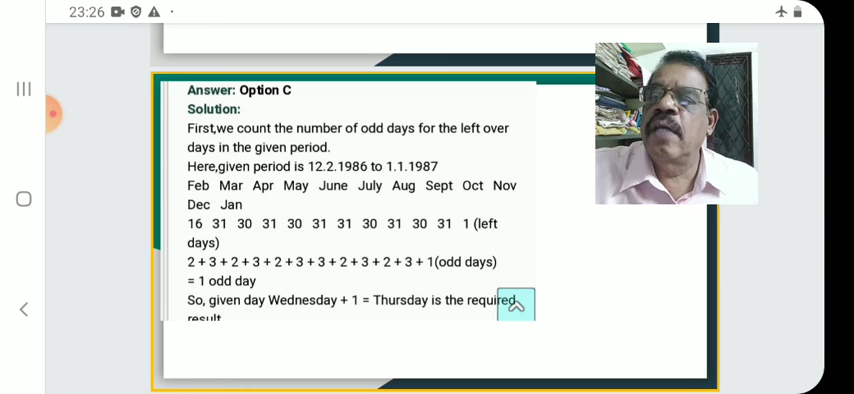 23:26
Answer: Option C
Solution:
First,we count the number of odd days for the left over
days in the given period.
Here,given period is 12.2.1986 to 1.1.1987
Feb Mar Apr May June July Aug Sept Oct Nov
Dec Jan
16 31 30 31 30 31 31 30 31 30 31 1 (left
days)
2 + 3 + 2 + 3 + 2 + 3 + 3 + 2 + 3 + 2 + 3 + 1(odd days)
= 1 odd day
So, given day Wednesday + 1 = Thursday is the required
result